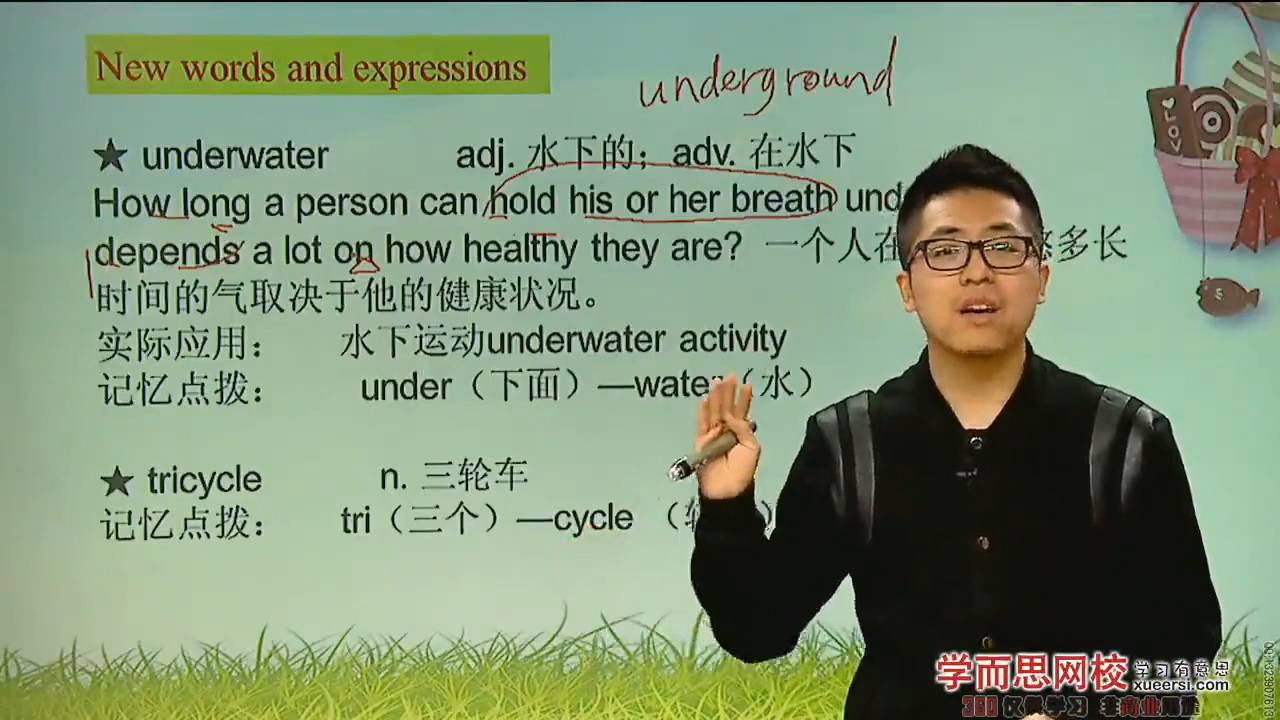 New words and expressions
underground
★ underwater adj. 水下的；adv. 在水下
How long a person can hold his or her breath und
depends a lot on how healthy they are? 一个人在 多长
时间的气取决于他的健康状况。
实际应用： 水下运动underwater activity
记忆点拨： under（下面）—water（水）
★ tricycle n. 三轮车
记忆点拨： tri（三个）—cycle
LOVE
学而思网校 学习有意思
xueersi.com